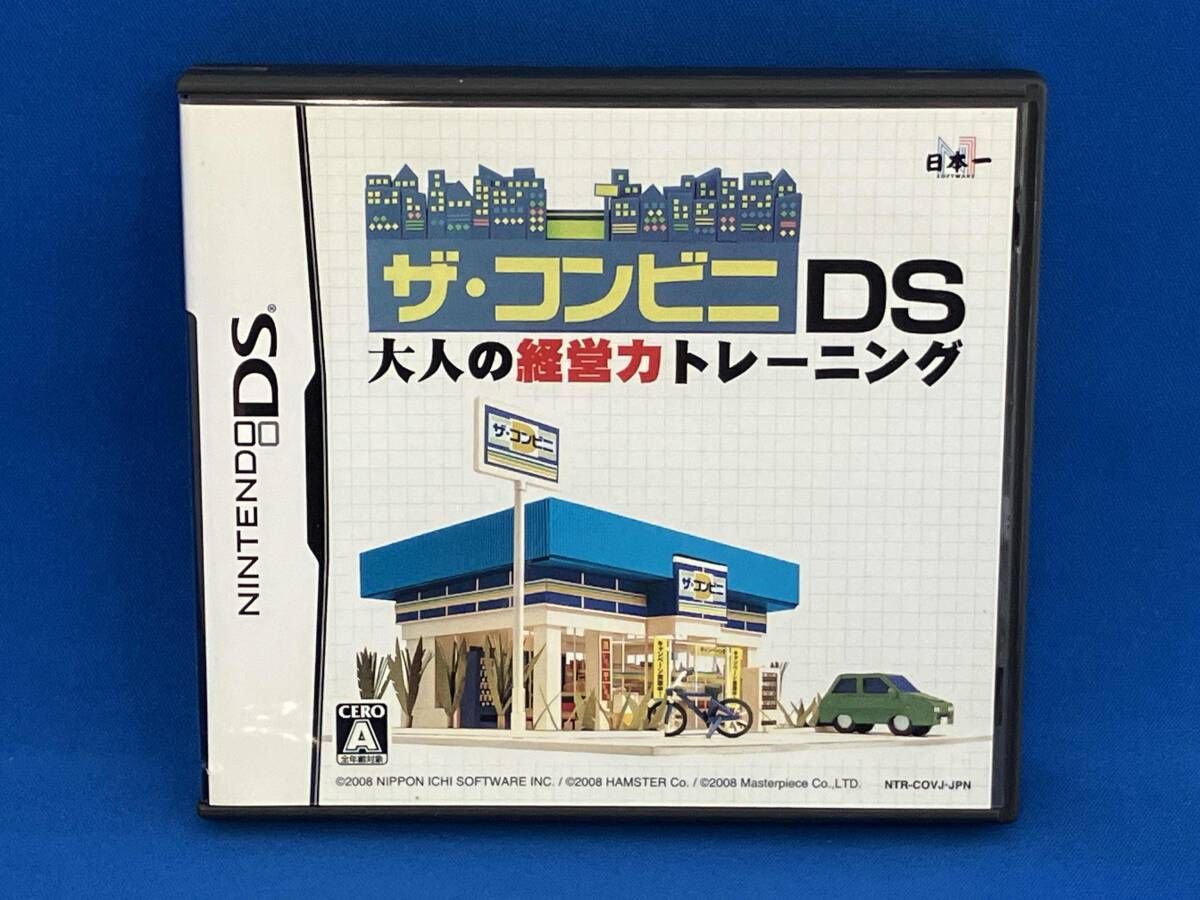 NINTENDO DS®
日本一
SOFTWARE
ザ・コンビニ DS
大人の経営力トレーニング
ザ・コンビニ
ザ・コンビニ
CERO
A
全年齢対象
©2008 NIPPON ICHI SOFTWARE INC. / ©2008 HAMSTER Co. / ©2008 Masterpiece Co.,LTD.
NTR-COVJ-JPN